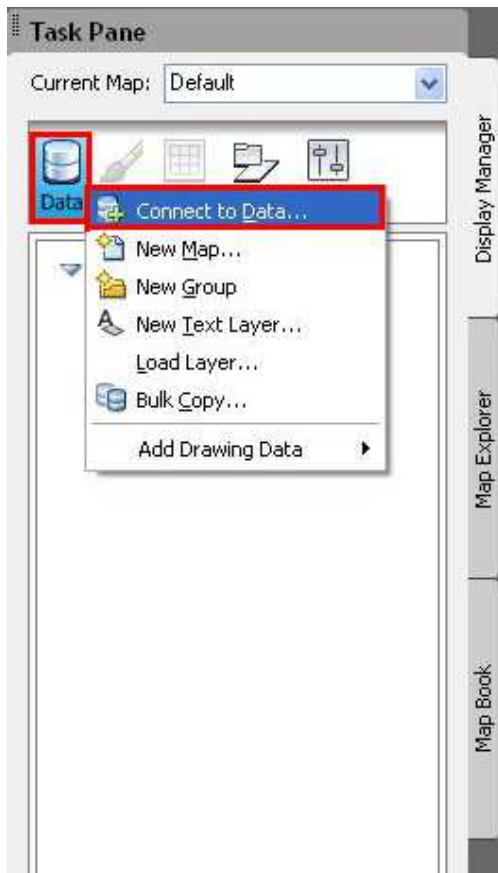 Task Pane
Current Map: Default
Data
Connect to Data...
New Map...
New Group
New Text Layer...
Load Layer...
Bulk Copy...
Add Drawing Data
Display Manager
Map Explorer
Map Book